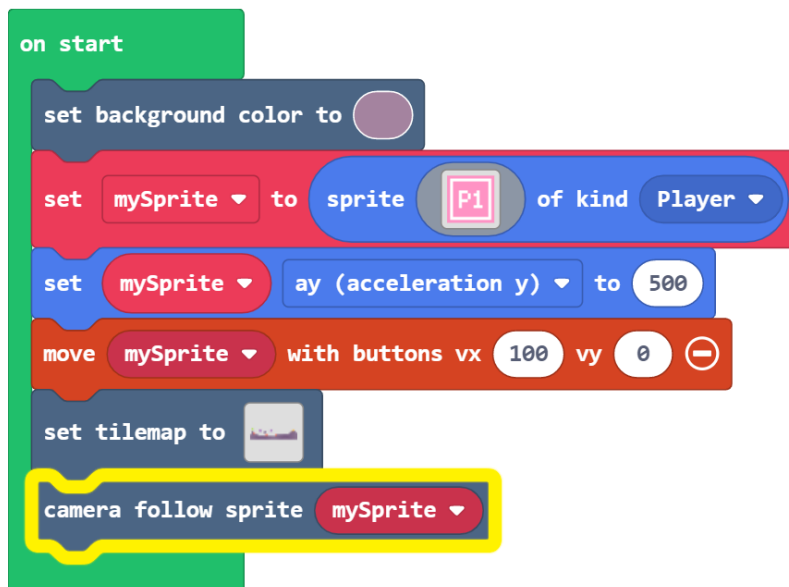 on start
set background color to
set mySprite to sprite P1 of kind Player
set mySprite ay (acceleration y) to 500
move mySprite with buttons vx 100 vy 0
set tilemap to
camera follow sprite mySprite